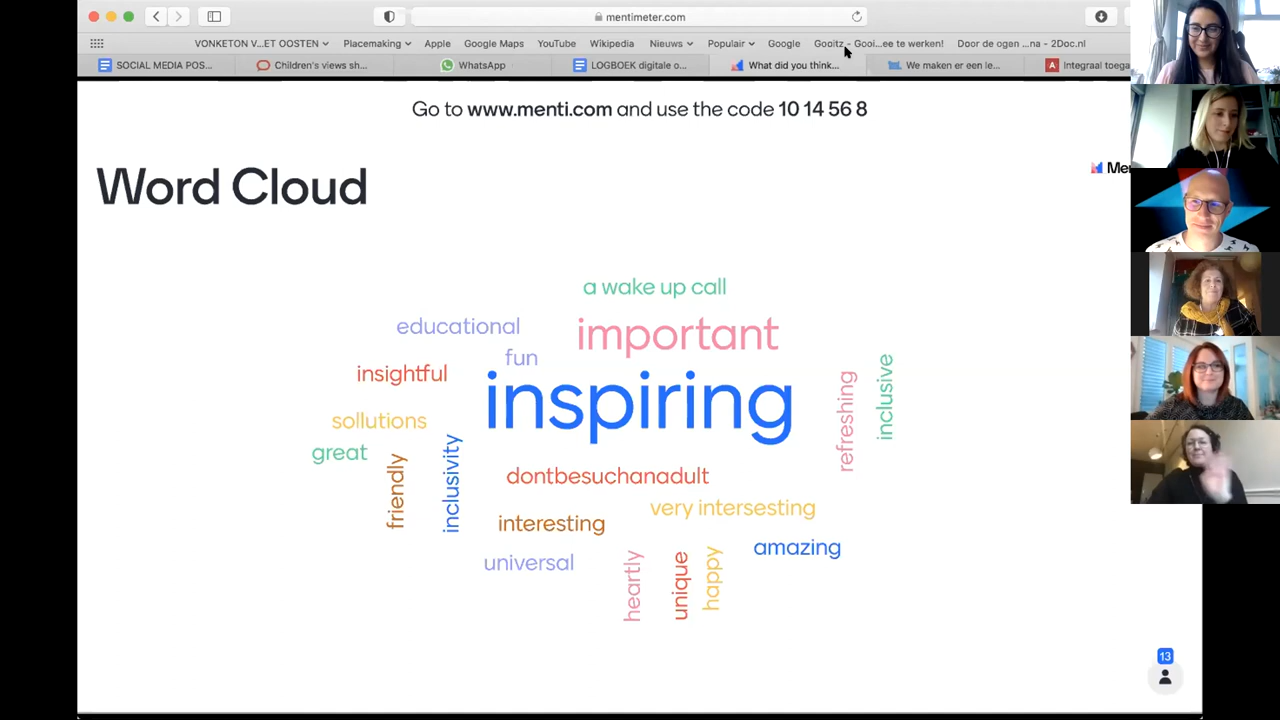 mentimeter.com
VONKETON V...ET OOSTEN Placemaking Apple Google Maps YouTube Wikipedia Nieuws Populair Google Gooitz - Gooi...ee te werken! Door de ogen ...na - 2Doc.nl
SOCIAL MEDIA POS... Children's views sh... WhatsApp LOGBOEK digitale o... What did you think... We maken er een le... Integraal toega
Go to www.menti.com and use the code 10 14 56 8
Word Cloud
Men
a wake up call
educational
important
fun
insightful
inspiring
refreshing
inclusive
sollutions
great
friendly
inclusivity
dontbesuchanadult
very intersesting
interesting
amazing
universal
heartly
unique
happy
13